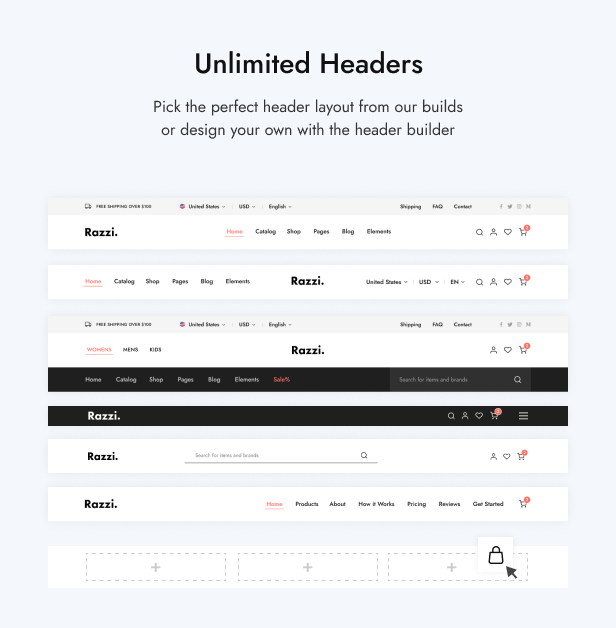 Unlimited Headers
Pick the perfect header layout from our builds
or design your own with the header builder
FREE SHIPPING OVER $100 United States USD English Shipping FAQ Contact
Razzi. Home Catalog Shop Pages Blog Elements
Home Catalog Shop Pages Blog Elements Razzi. United States USD EN
FREE SHIPPING OVER $100 United States USD English Shipping FAQ Contact
WOMENS MENS KIDS Razzi.
Home Catalog Shop Pages Blog Elements Sale% Search for items and brands
Razzi.
Razzi. Search for items and brands
Razzi. Home Products About How it Works Pricing Reviews Get Started